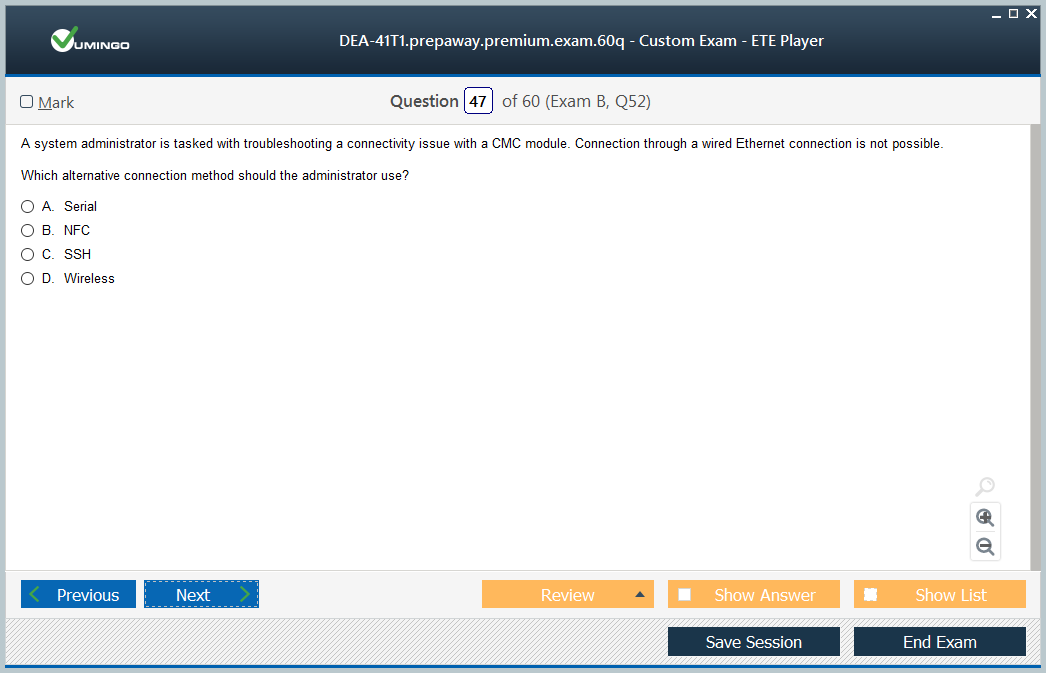 VUMINGO
DEA-41T1.prepaway.premium.exam.60q - Custom Exam - ETE Player
Mark
Question 47 of 60 (Exam B, Q52)
A system administrator is tasked with troubleshooting a connectivity issue with a CMC module. Connection through a wired Ethernet connection is not possible.
Which alternative connection method should the administrator use?
A. Serial
B. NFC
C. SSH
D. Wireless
Previous Next Review Show Answer Show List
Save Session End Exam